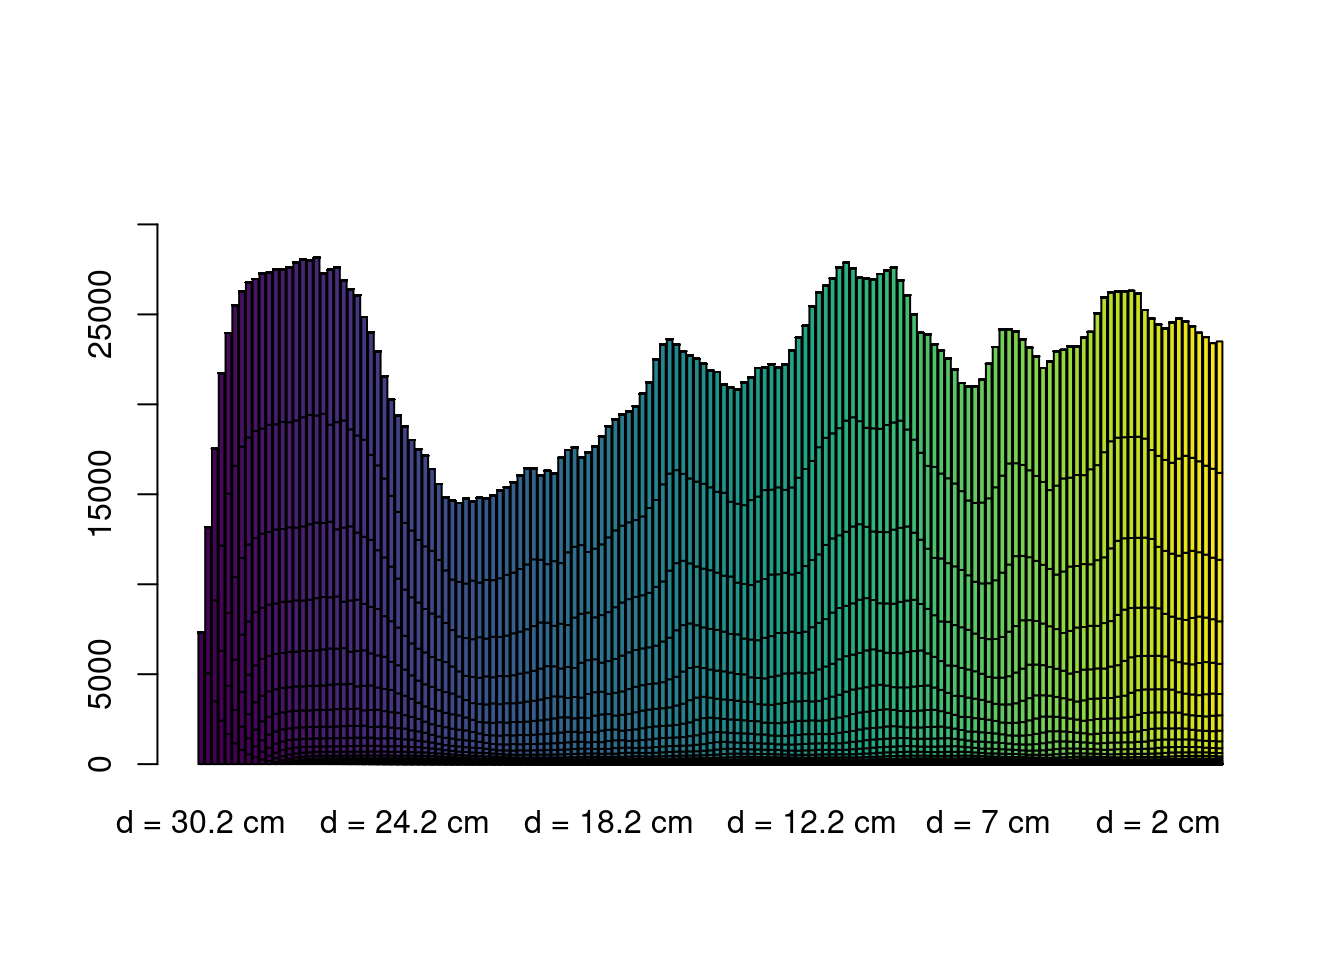 25000
15000
5000
0
d = 30.2 cm d = 24.2 cm d = 18.2 cm d = 12.2 cm d = 7 cm d = 2 cm